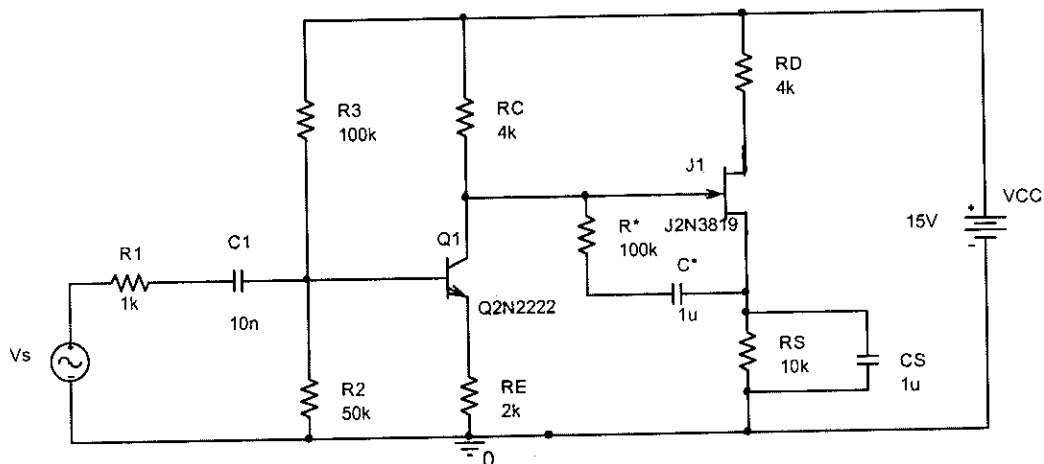 RD
4k
R3
100k
RC
4k
J1
VCC
+
15V
-
J2N3819
R*
100k
Q1
R1
1k
C1
10n
C*
1u
Q2N2222
Vs
RS
10k
CS
1u
R2
50k
RE
2k
0